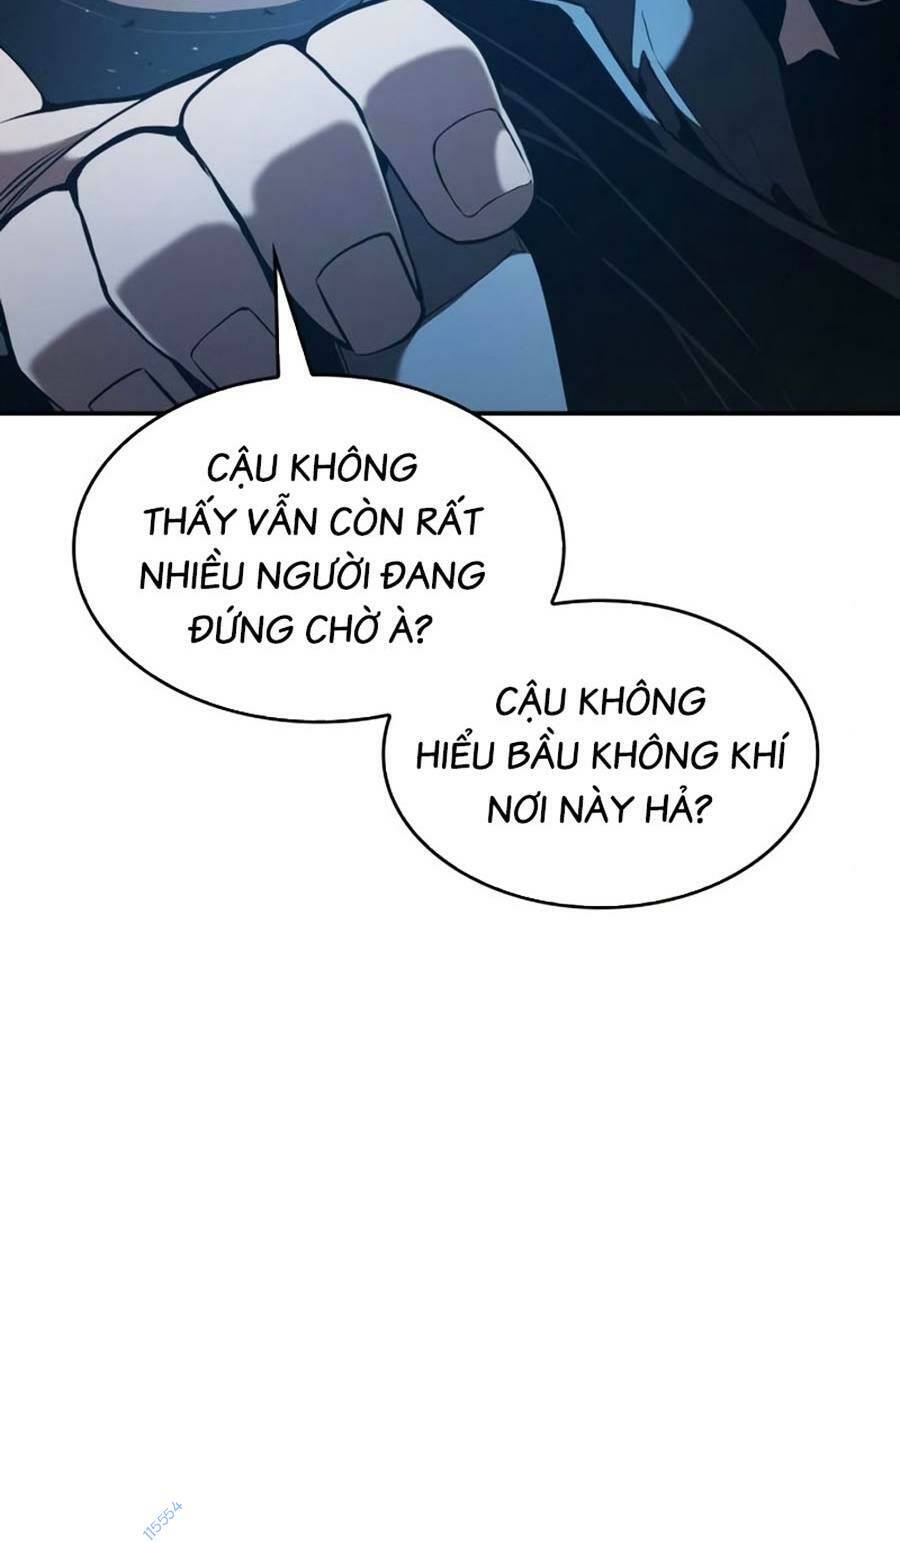 CẬU KHÔNG
THẤY VẪN CÒN RẤT
NHIỀU NGƯỜI ĐANG
ĐỨNG CHỜ À?
CẬU KHÔNG
HIỂU BẦU KHÔNG KHÍ
NƠI NÀY HẢ?
115554